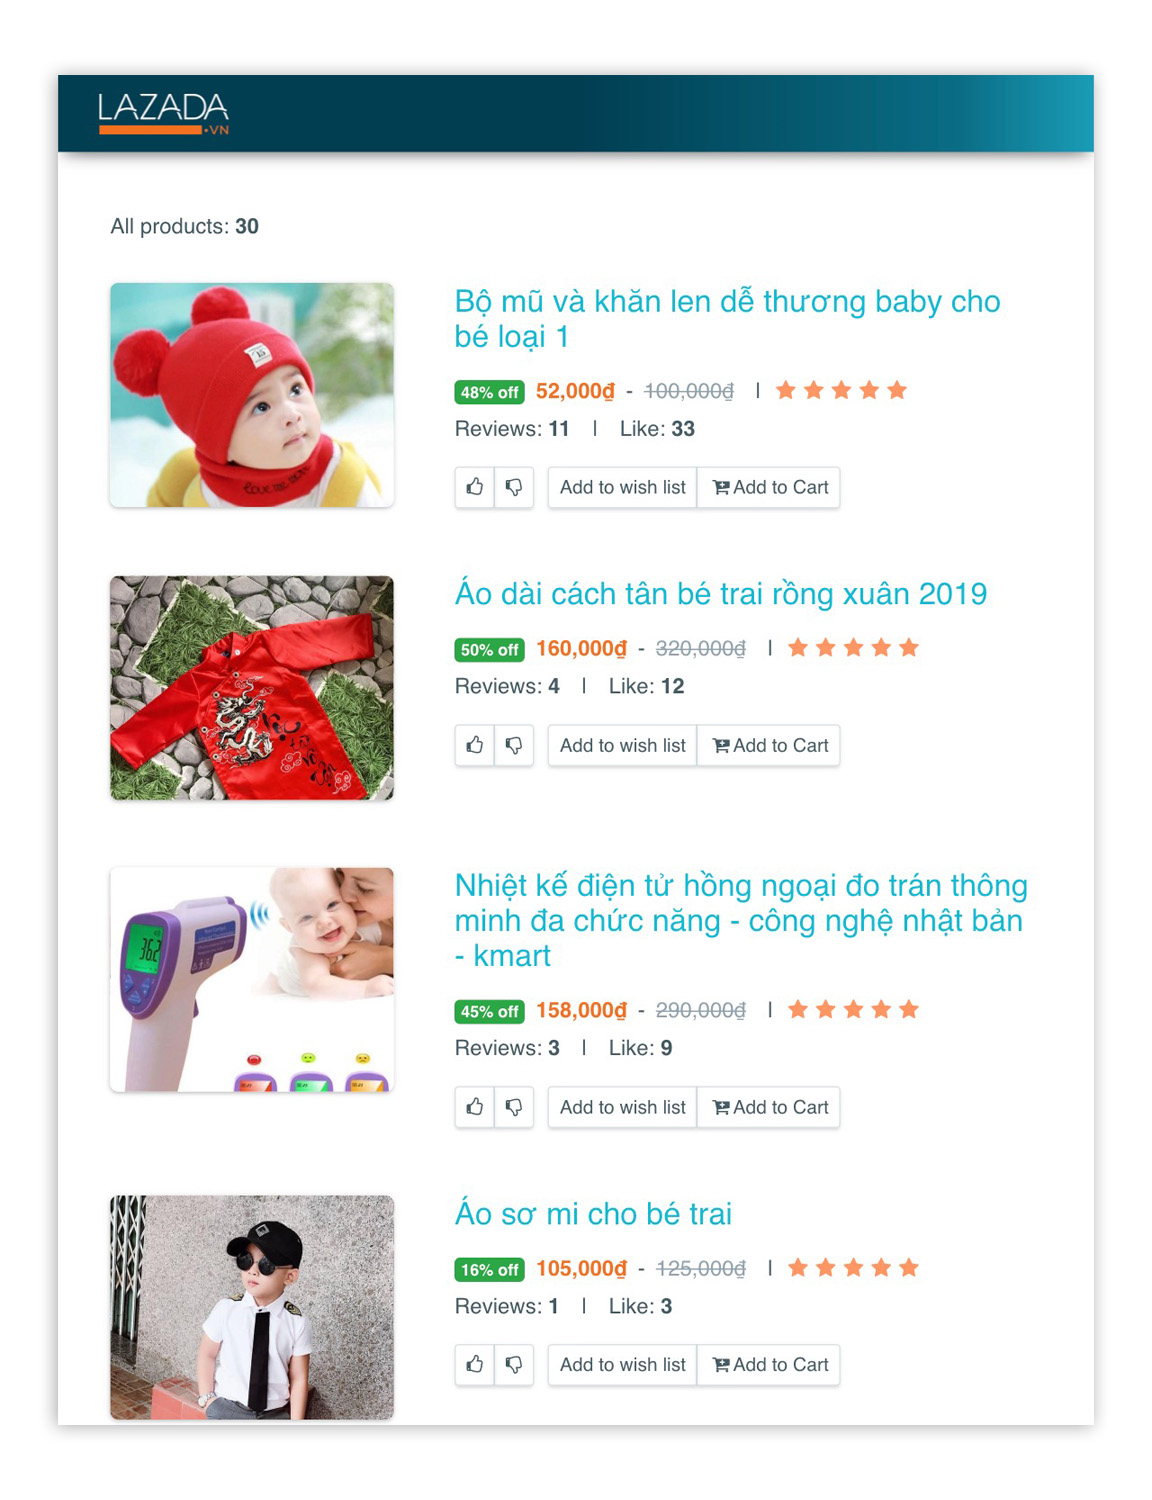 LAZADA
.VN
All products: 30
Bộ mũ và khăn len dễ thương baby cho
bé loại 1
48% off 52,000₫ - 100,000₫ | ★★★★★
Reviews: 11 | Like: 33
Add to wish list Add to Cart
Áo dài cách tân bé trai rồng xuân 2019
50% off 160,000₫ - 320,000₫ | ★★★★★
Reviews: 4 | Like: 12
Add to wish list Add to Cart
36.2
Nhiệt kế điện tử hồng ngoại đo trán thông
minh đa chức năng - công nghệ nhật bản
- kmart
45% off 158,000₫ - 290,000₫ | ★★★★★
Reviews: 3 | Like: 9
Add to wish list Add to Cart
Áo sơ mi cho bé trai
16% off 105,000₫ - 125,000₫ | ★★★★★
Reviews: 1 | Like: 3
Add to wish list Add to Cart